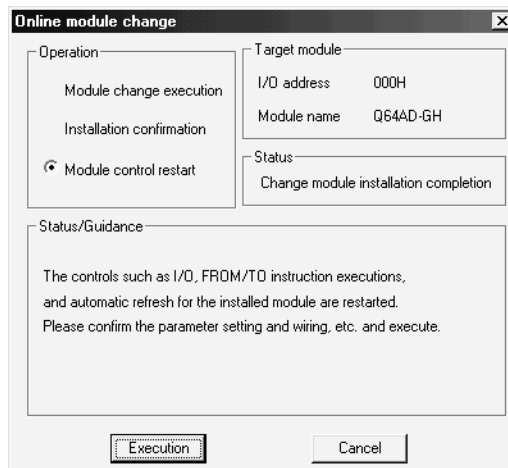 Online module change
Operation
Module change execution
Installation confirmation
Module control restart
Target module
I/O address 000H
Module name Q64AD-GH
Status
Change module installation completion
Status/Guidance
The controls such as I/O, FROM/TO instruction executions,
and automatic refresh for the installed module are restarted.
Please confirm the parameter setting and wiring, etc. and execute.
Execution
Cancel